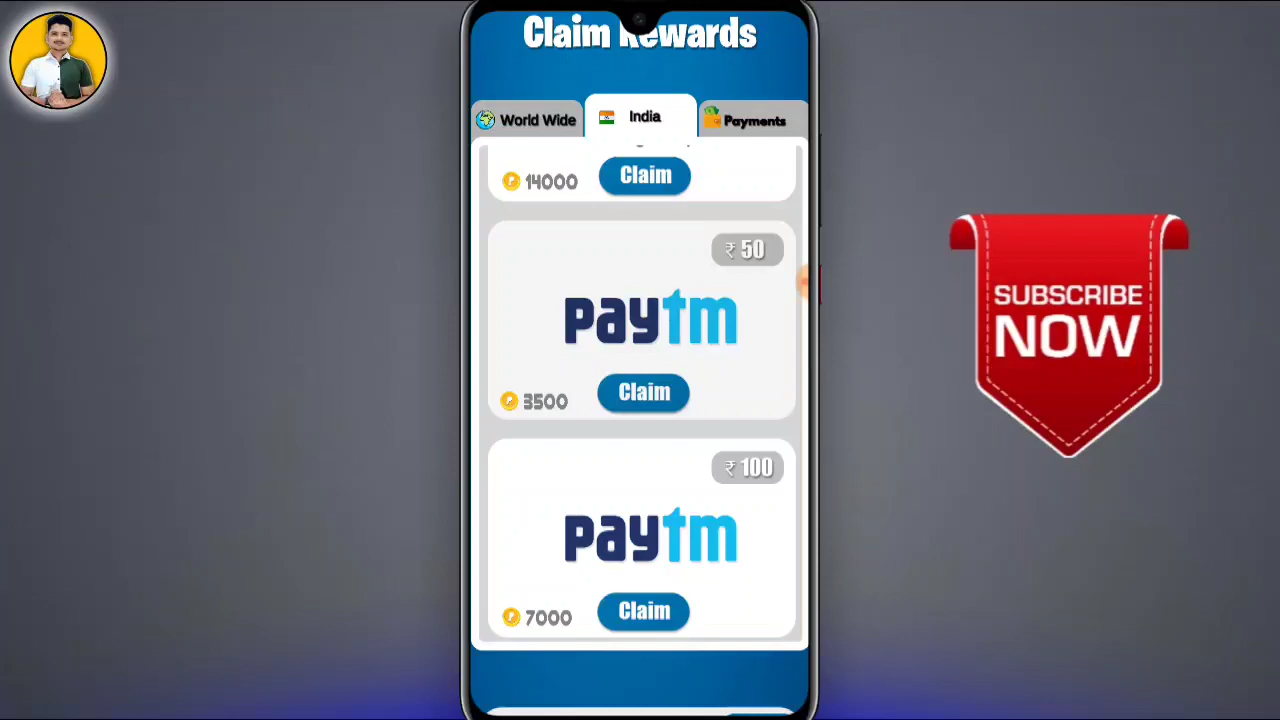 Claim Rewards
World Wide
India
Payments
14000
Claim
₹ 50
paytm
3500
Claim
₹ 100
paytm
7000
Claim
SUBSCRIBE
NOW